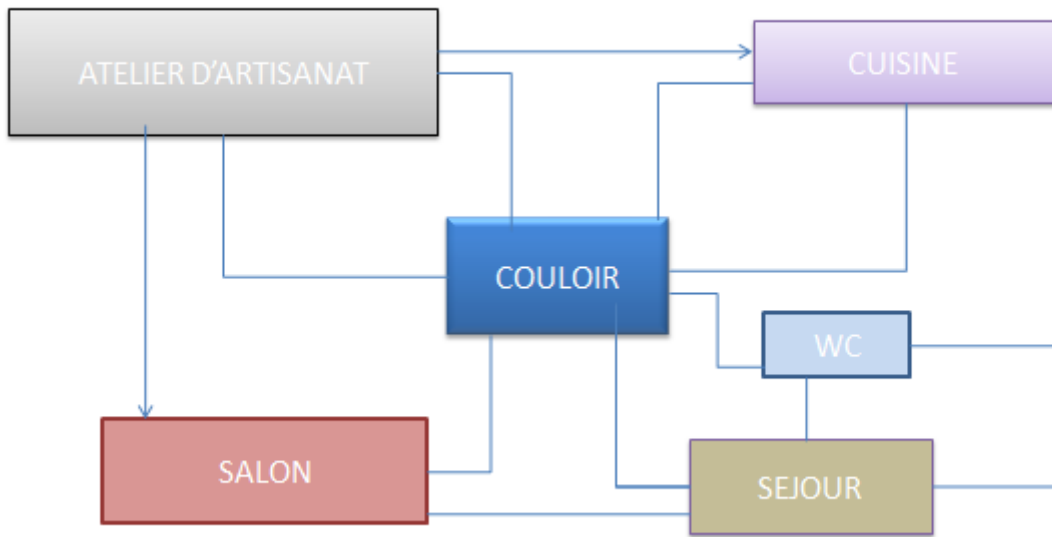 ATELIER D’ARTISANAT
CUISINE
COULOIR
WC
SALON
SEJOUR